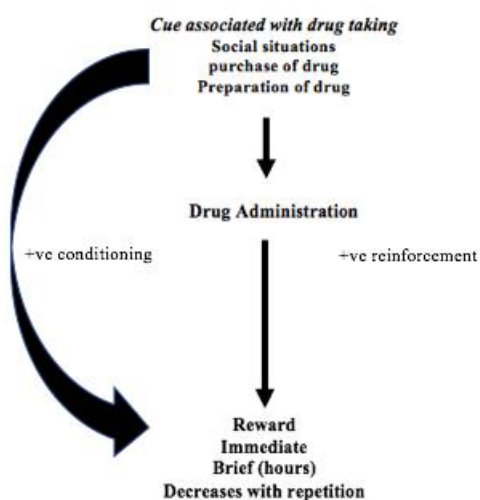 Cue associated with drug taking
Social situations
purchase of drug
Preparation of drug
Drug Administration
+ve conditioning
+ve reinforcement
Reward
Immediate
Brief (hours)
Decreases with repetition